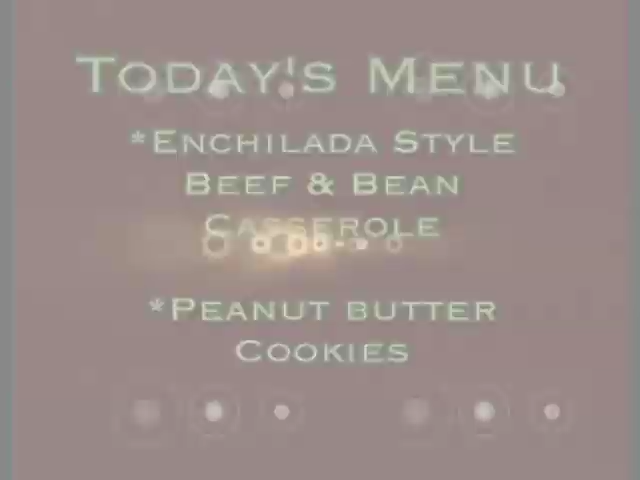 Today's Menu
*Enchilada Style
Beef & Bean
Casserole
*Peanut butter
Cookies